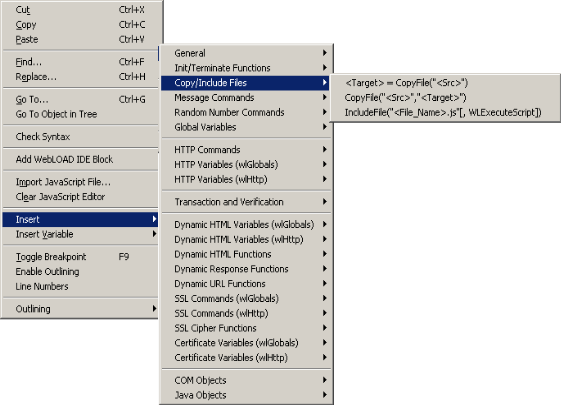 Cut Ctrl+X
Copy Ctrl+C
Paste Ctrl+V
Find... Ctrl+F
Replace... Ctrl+H
Go To... Ctrl+G
Go To Object in Tree
Check Syntax
Add WebLOAD IDE Block
Import JavaScript File...
Clear JavaScript Editor
Insert
Insert Variable
Toggle Breakpoint F9
Enable Outlining
Line Numbers
Outlining
General
Init/Terminate Functions
Copy/Include Files
Message Commands
Random Number Commands
Global Variables
HTTP Commands
HTTP Variables (wlGlobals)
HTTP Variables (wlHttp)
Transaction and Verification
Dynamic HTML Variables (wlGlobals)
Dynamic HTML Variables (wlHttp)
Dynamic HTML Functions
Dynamic Response Functions
Dynamic URL Functions
SSL Commands (wlGlobals)
SSL Commands (wlHttp)
SSL Cipher Functions
Certificate Variables (wlGlobals)
Certificate Variables (wlHttp)
COM Objects
Java Objects
<Target> = CopyFile("<Src>")
CopyFile("<Src>","<Target>")
IncludeFile("<File_Name>.js"[, WLExecuteScript])